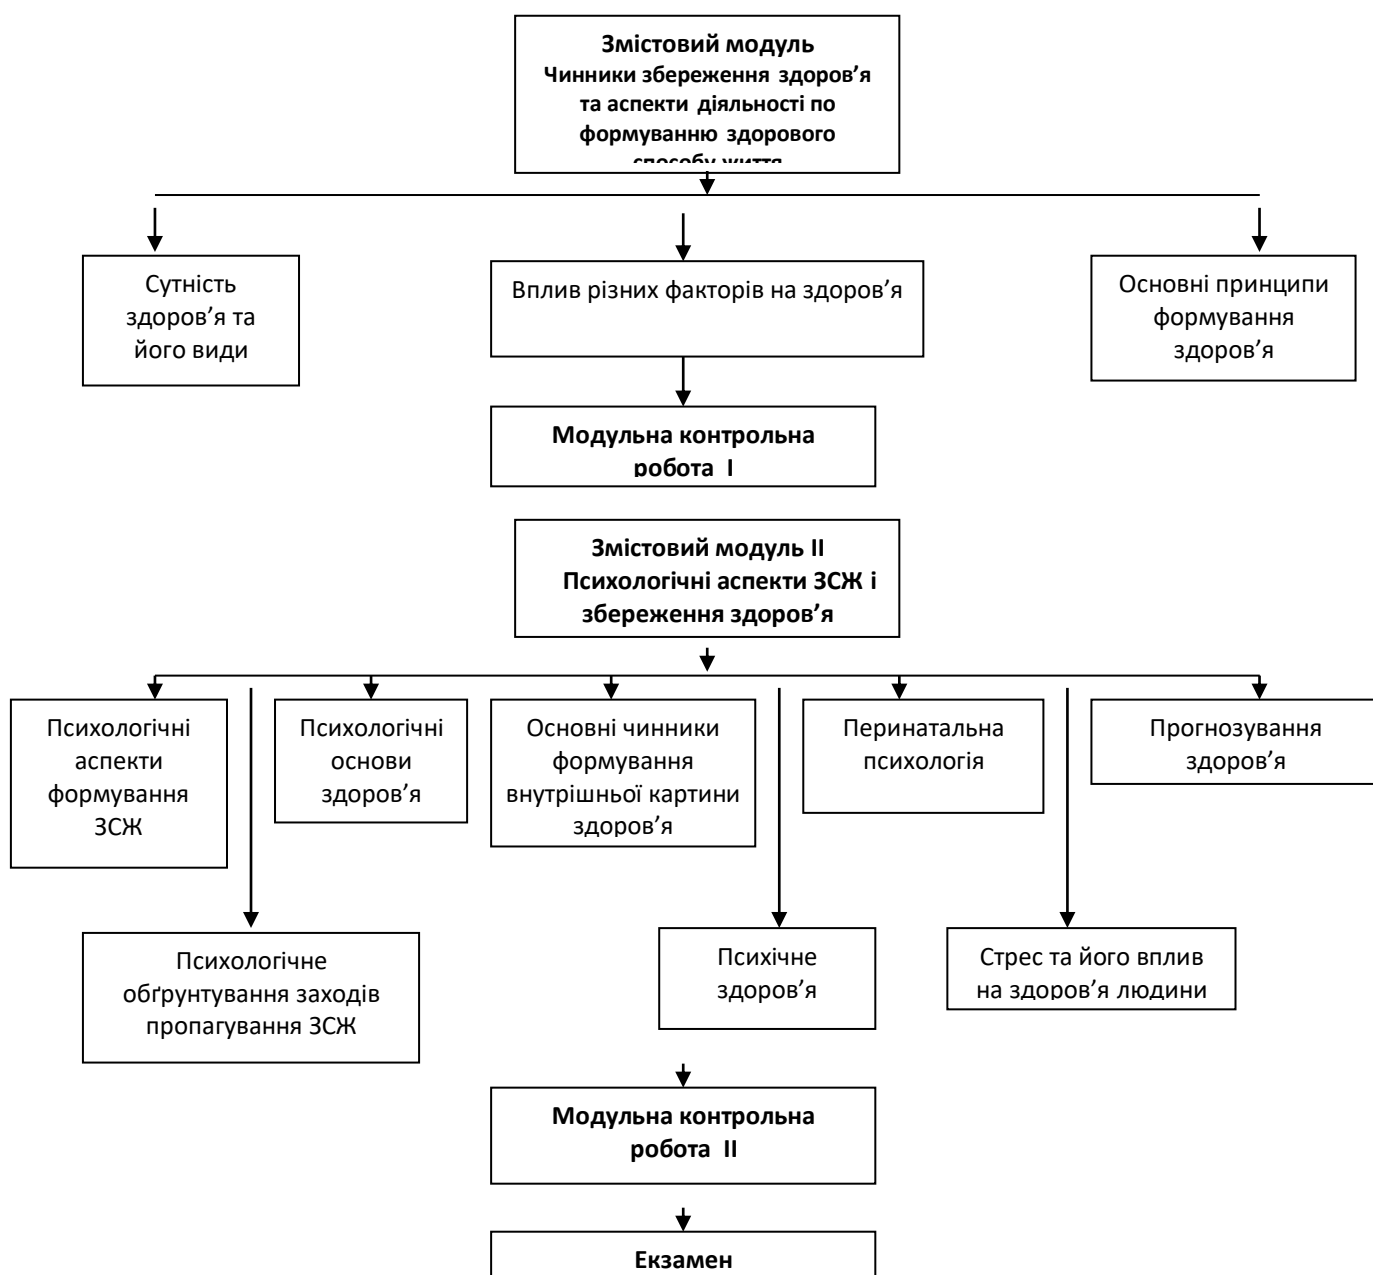 Змістовий модуль
Чинники збереження здоров’я
та аспекти діяльності по
формуванню здорового
способу життя
Сутність
здоров’я та
його види
Вплив різних факторів на здоров’я
Основні принципи
формування
здоров’я
Модульна контрольна
робота I
Змістовий модуль II
Психологічні аспекти ЗСЖ і
збереження здоров’я
Психологічні
аспекти
формування
ЗСЖ
Психологічні
основи
здоров’я
Основні чинники
формування
внутрішньої картини
здоров’я
Перинатальна
психологія
Прогнозування
здоров’я
Психологічне
обґрунтування заходів
пропагування ЗСЖ
Психічне
здоров’я
Стрес та його вплив
на здоров’я людини
Модульна контрольна
робота II
Екзамен